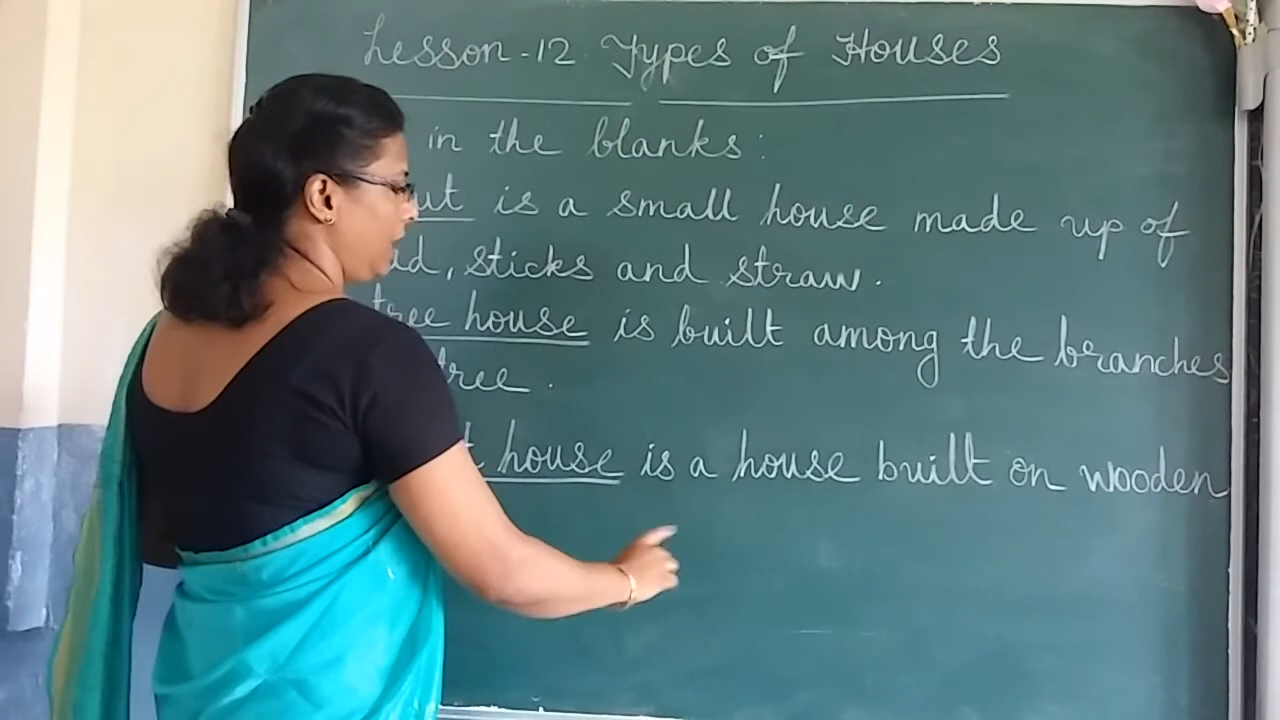 Lesson-12 Types of Houses
in the blanks:
is a small house made up of
sticks and straw.
tree house is built among the branches
tree.
house is a house built on wooden